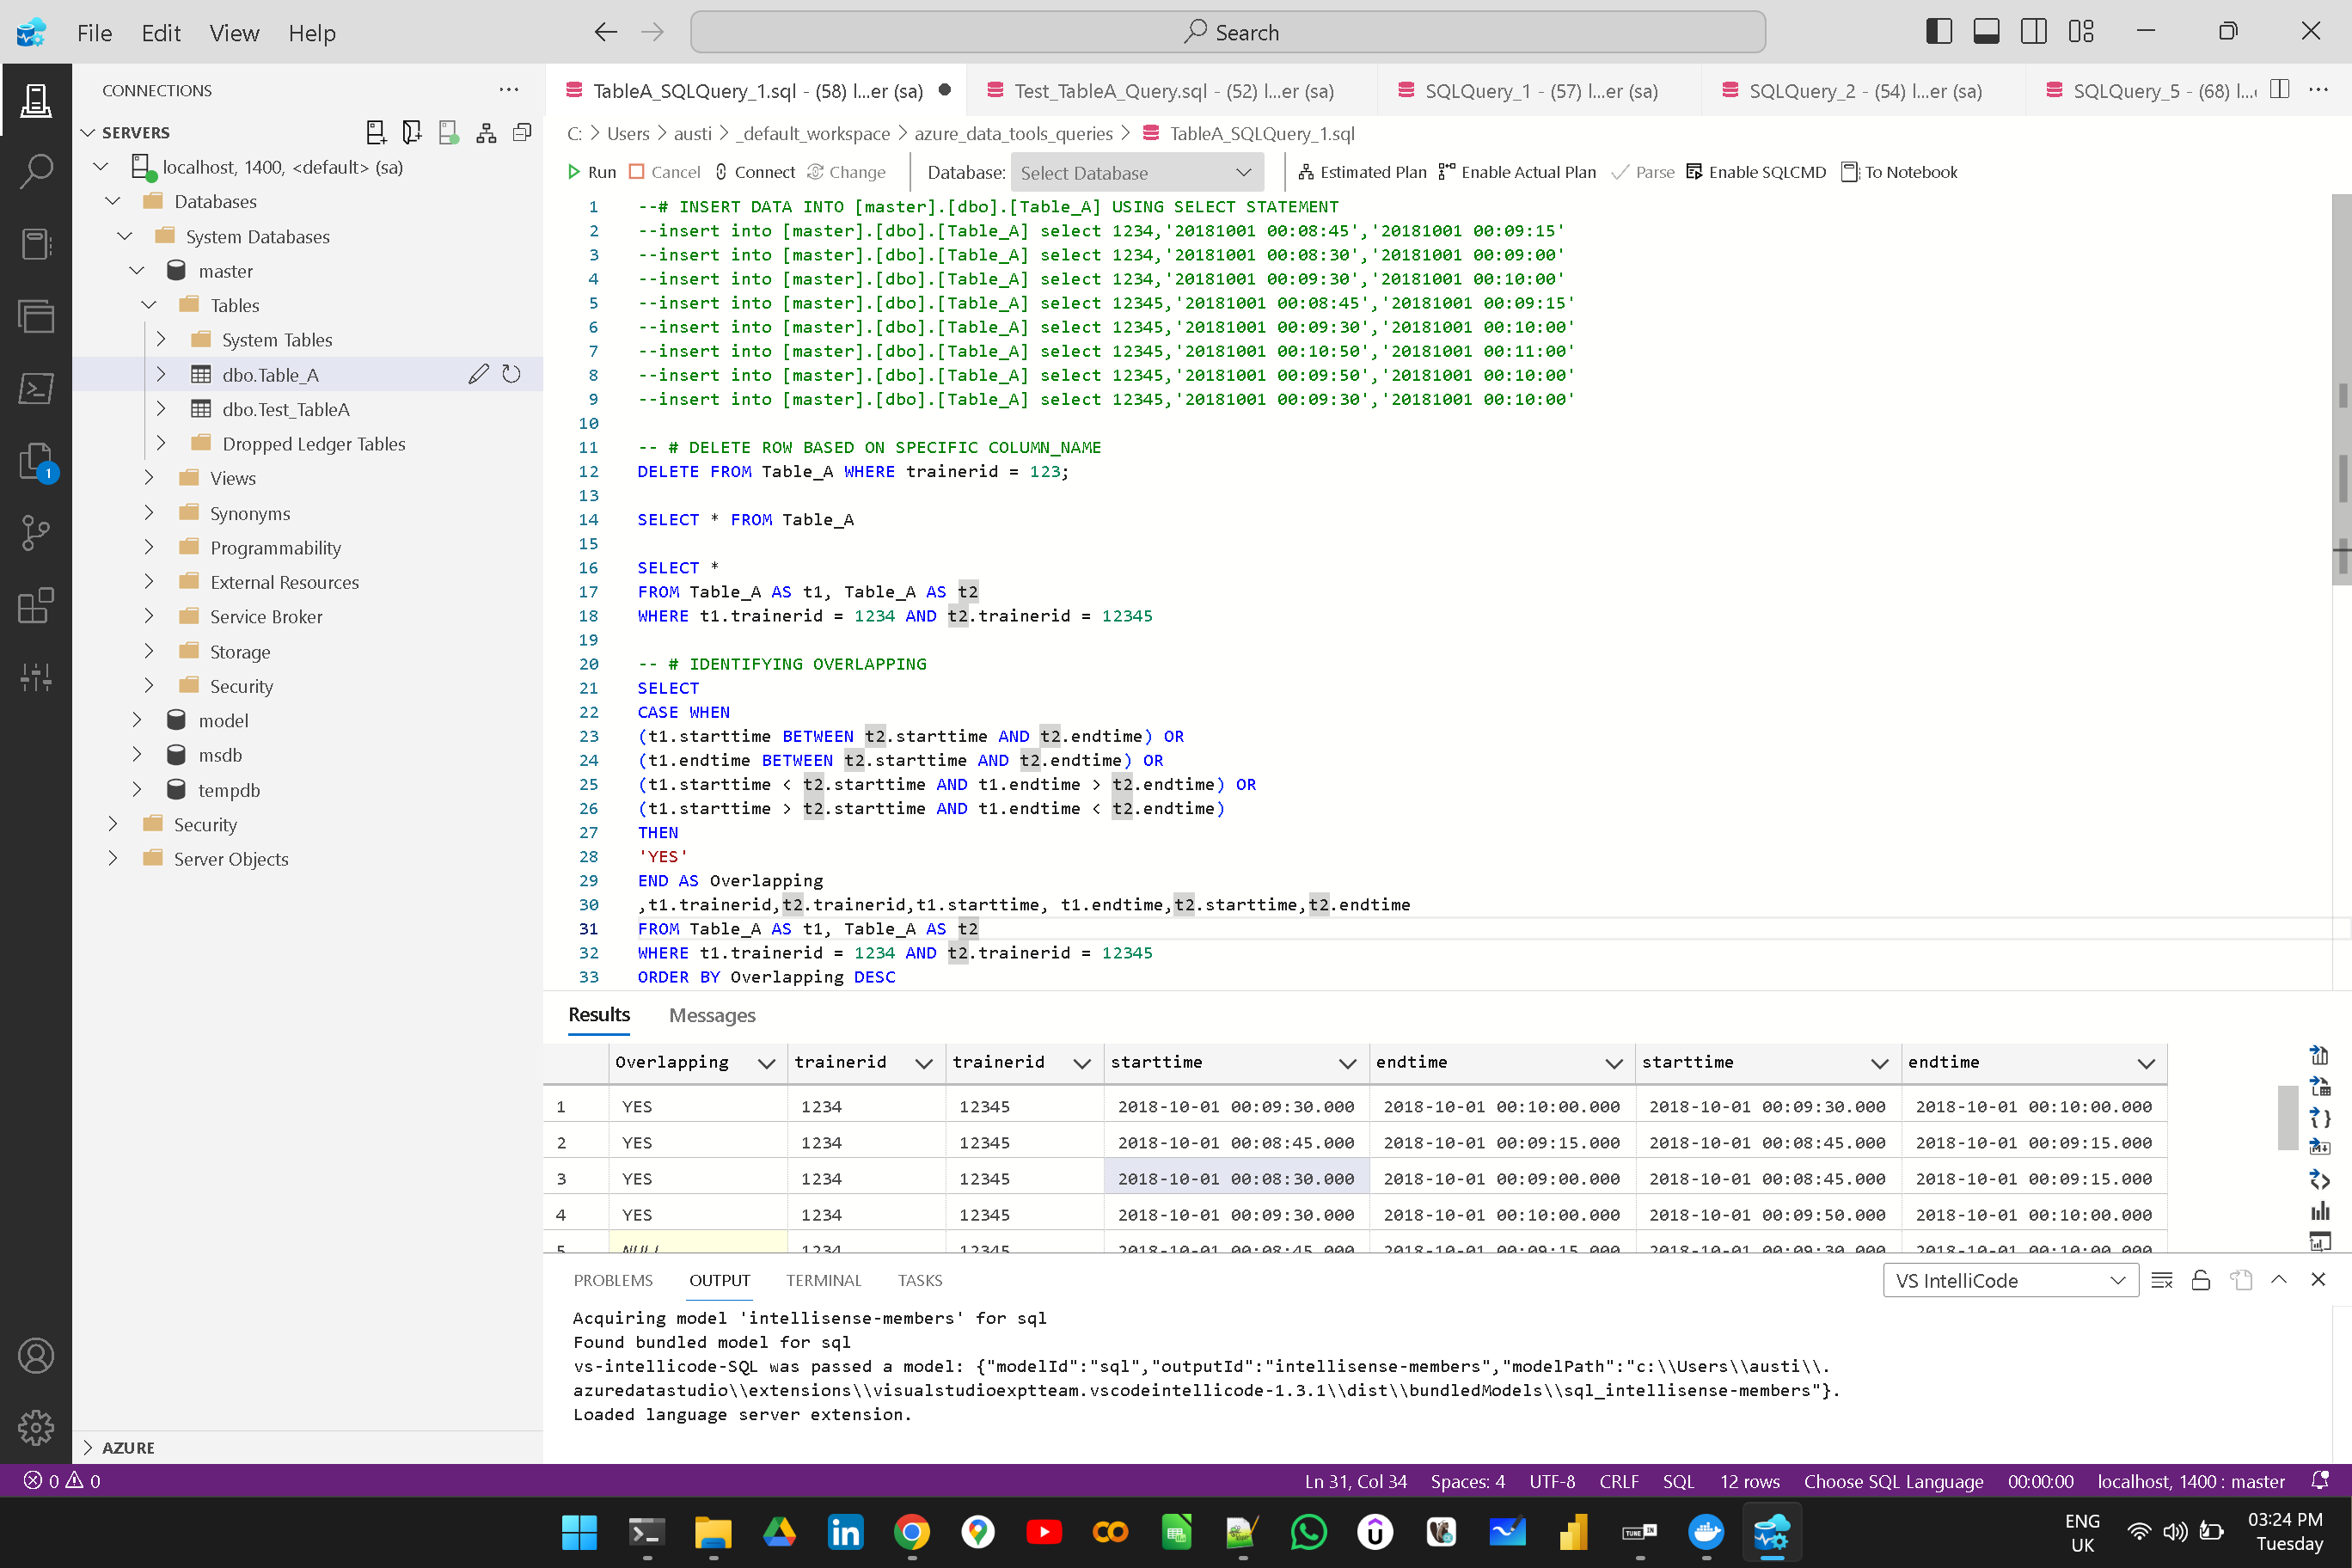 File Edit View Help
Search
CONNECTIONS
SERVERS
localhost, 1400, <default> (sa)
Databases
System Databases
master
Tables
System Tables
dbo.Table_A
dbo.Test_TableA
Dropped Ledger Tables
Views
Synonyms
Programmability
External Resources
Service Broker
Storage
Security
model
msdb
tempdb
Security
Server Objects
AZURE
1
TableA_SQLQuery_1.sql - (58) l...er (sa)
Test_TableA_Query.sql - (52) l...er (sa)
SQLQuery_1 - (57) l...er (sa)
SQLQuery_2 - (54) l...er (sa)
SQLQuery_5 - (68) l...
C: > Users > austi > _default_workspace > azure_data_tools_queries > TableA_SQLQuery_1.sql
Run Cancel Connect Change Database: Select Database Estimated Plan Enable Actual Plan Parse Enable SQLCMD To Notebook
1 --# INSERT DATA INTO [master].[dbo].[Table_A] USING SELECT STATEMENT
2 --insert into [master].[dbo].[Table_A] select 1234,'20181001 00:08:45','20181001 00:09:15'
3 --insert into [master].[dbo].[Table_A] select 1234,'20181001 00:08:30','20181001 00:09:00'
4 --insert into [master].[dbo].[Table_A] select 1234,'20181001 00:09:30','20181001 00:10:00'
5 --insert into [master].[dbo].[Table_A] select 12345,'20181001 00:08:45','20181001 00:09:15'
6 --insert into [master].[dbo].[Table_A] select 12345,'20181001 00:09:30','20181001 00:10:00'
7 --insert into [master].[dbo].[Table_A] select 12345,'20181001 00:10:50','20181001 00:11:00'
8 --insert into [master].[dbo].[Table_A] select 12345,'20181001 00:09:50','20181001 00:10:00'
9 --insert into [master].[dbo].[Table_A] select 12345,'20181001 00:09:30','20181001 00:10:00'
10
11 -- # DELETE ROW BASED ON SPECIFIC COLUMN_NAME
12 DELETE FROM Table_A WHERE trainerid = 123;
13
14 SELECT * FROM Table_A
15
16 SELECT *
17 FROM Table_A AS t1, Table_A AS t2
18 WHERE t1.trainerid = 1234 AND t2.trainerid = 12345
19
20 -- # IDENTIFYING OVERLAPPING
21 SELECT
22 CASE WHEN
23 (t1.starttime BETWEEN t2.starttime AND t2.endtime) OR
24 (t1.endtime BETWEEN t2.starttime AND t2.endtime) OR
25 (t1.starttime < t2.starttime AND t1.endtime > t2.endtime) OR
26 (t1.starttime > t2.starttime AND t1.endtime < t2.endtime)
27 THEN
28 'YES'
29 END AS Overlapping
30 ,t1.trainerid,t2.trainerid,t1.starttime, t1.endtime,t2.starttime,t2.endtime
31 FROM Table_A AS t1, Table_A AS t2
32 WHERE t1.trainerid = 1234 AND t2.trainerid = 12345
33 ORDER BY Overlapping DESC
Results Messages
Overlapping trainerid trainerid starttime endtime starttime endtime
1 YES 1234 12345 2018-10-01 00:09:30.000 2018-10-01 00:10:00.000 2018-10-01 00:09:30.000 2018-10-01 00:10:00.000
2 YES 1234 12345 2018-10-01 00:08:45.000 2018-10-01 00:09:15.000 2018-10-01 00:08:45.000 2018-10-01 00:09:15.000
3 YES 1234 12345 2018-10-01 00:08:30.000 2018-10-01 00:09:00.000 2018-10-01 00:08:45.000 2018-10-01 00:09:15.000
4 YES 1234 12345 2018-10-01 00:09:30.000 2018-10-01 00:10:00.000 2018-10-01 00:09:50.000 2018-10-01 00:10:00.000
5 NULL 1234 12345 2018-10-01 00:08:45.000 2018-10-01 00:09:15.000 2018-10-01 00:09:30.000 2018-10-01 00:10:00.000
PROBLEMS OUTPUT TERMINAL TASKS VS IntelliCode
Acquiring model 'intellisense-members' for sql
Found bundled model for sql
vs-intellicode-SQL was passed a model: {"modelId":"sql","outputId":"intellisense-members","modelPath":"c:\\Users\\austi\\.
azuredatastudio\\extensions\\visualstudioexptteam.vscodeintellicode-1.3.1\\dist\\bundledModels\\sql_intellisense-members"}.
Loaded language server extension.
0 0 Ln 31, Col 34 Spaces: 4 UTF-8 CRLF SQL 12 rows Choose SQL Language 00:00:00 localhost, 1400 : master
TUNE IN
ENG
UK
03:24 PM
Tuesday